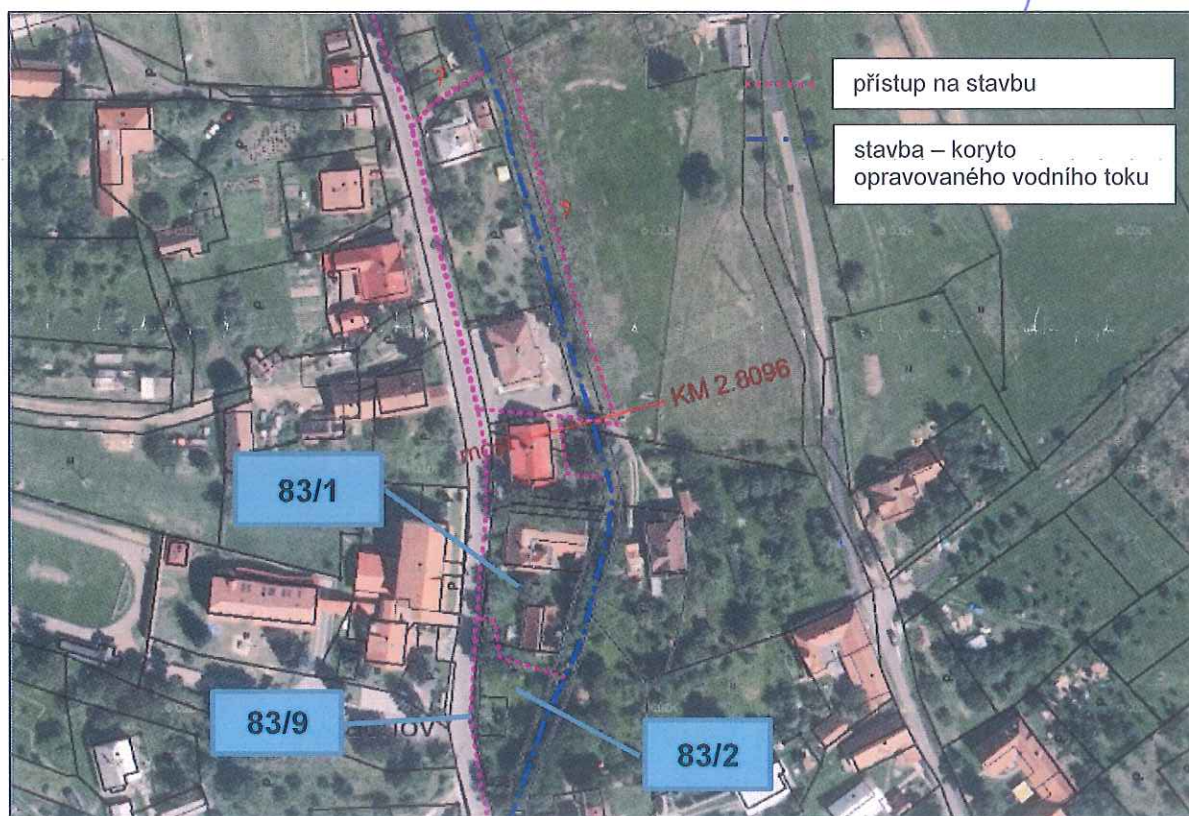 přístup na stavbu
stavba – koryto
opravovaného vodního toku
?
?
KM 2.8096
83/1
83/9
83/2